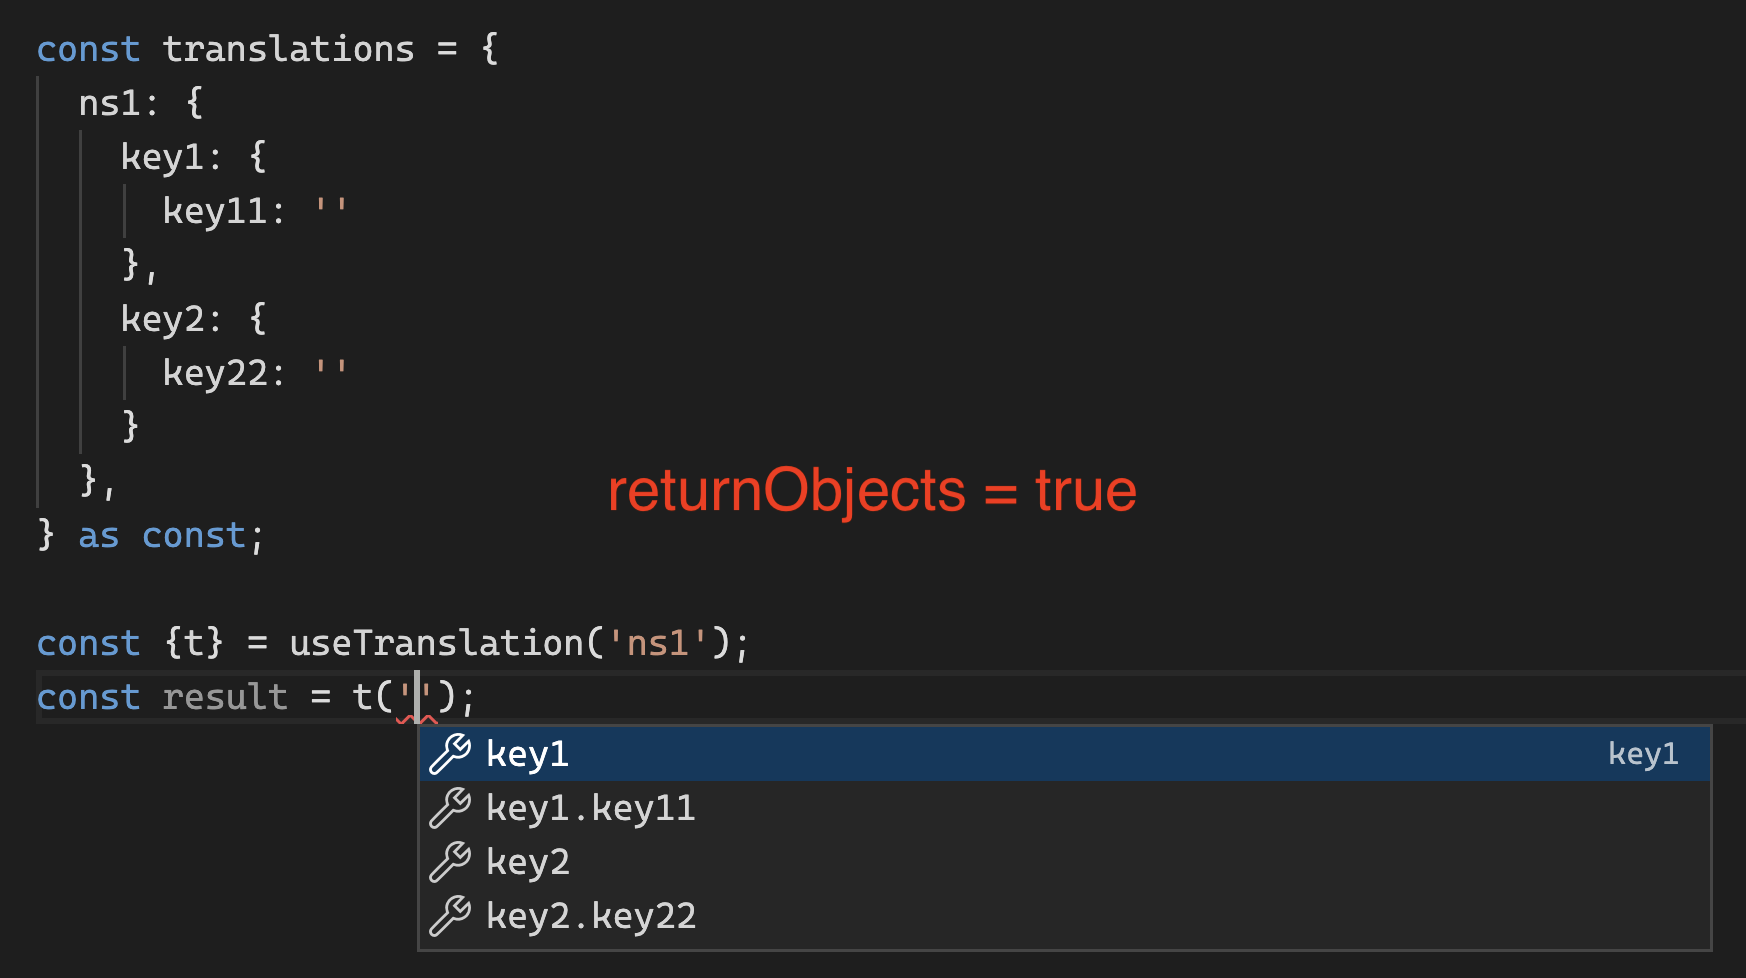 const translations = {
ns1: {
key1: {
key11: ''
},
key2: {
key22: ''
}
},
returnObjects = true
} as const;
const {t} = useTranslation('ns1');
const result = t('');
key1 key1
key1.key11
key2
key2.key22